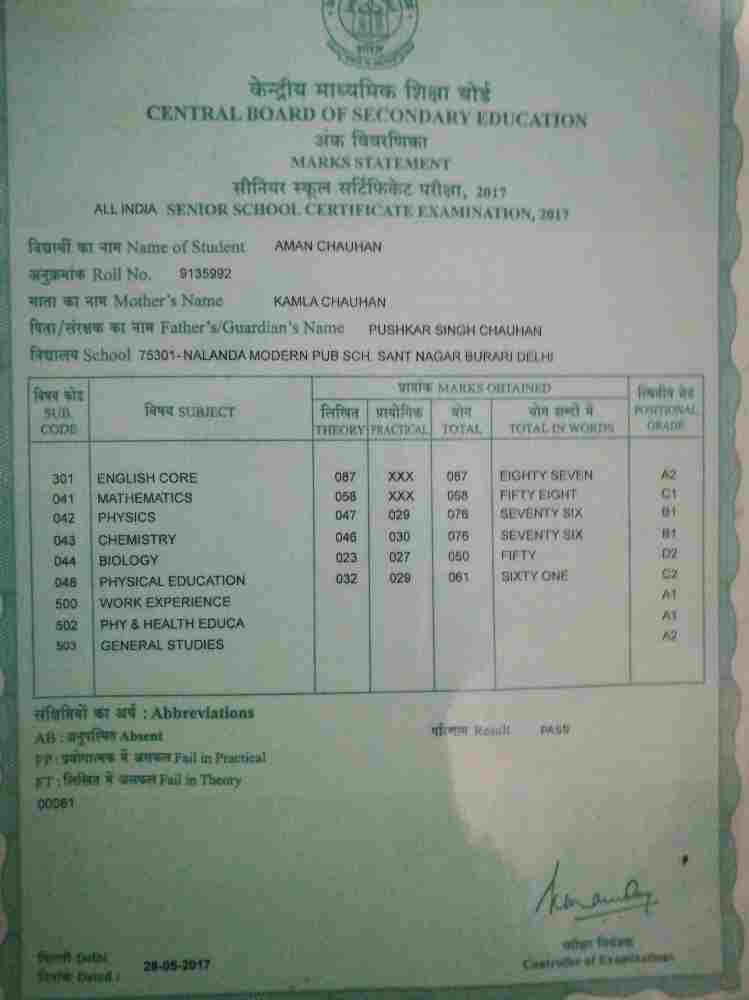 केन्द्रीय माध्यमिक शिक्षा बोर्ड
CENTRAL BOARD OF SECONDARY EDUCATION
अंक विवरणिका
MARKS STATEMENT
सीनियर स्कूल सर्टिफिकेट परीक्षा, 2017
ALL INDIA SENIOR SCHOOL CERTIFICATE EXAMINATION, 2017
विद्यार्थी का नाम Name of Student AMAN CHAUHAN
अनुक्रमांक Roll No. 9135992
माता का नाम Mother's Name KAMLA CHAUHAN
पिता/संरक्षक का नाम Father's/Guardian's Name PUSHKAR SINGH CHAUHAN
विद्यालय School 75301-NALANDA MODERN PUB SCH. SANT NAGAR BURARI DELHI
प्राप्तांक MARKS OBTAINED
विषय कोड SUB. CODE विषय SUBJECT लिखित THEORY प्रायोगिक PRACTICAL योग TOTAL योग शब्दों में TOTAL IN WORDS स्थितीय ग्रेड POSITIONAL GRADE
301 ENGLISH CORE 087 XXX 087 EIGHTY SEVEN A2
041 MATHEMATICS 058 XXX 058 FIFTY EIGHT C1
042 PHYSICS 047 029 076 SEVENTY SIX B1
043 CHEMISTRY 046 030 076 SEVENTY SIX B1
044 BIOLOGY 023 027 050 FIFTY D2
048 PHYSICAL EDUCATION 032 029 061 SIXTY ONE C2
500 WORK EXPERIENCE A1
502 PHY & HEALTH EDUCA A1
503 GENERAL STUDIES A2
संक्षिप्तियों का अर्थ : Abbreviations
परिणाम Result PASS
AB : अनुपस्थित Absent
FP : प्रयोगात्मक में असफल Fail in Practical
FT : लिखित में असफल Fail in Theory
00061
दिल्ली Delhi
दिनांक Dated : 28-05-2017
परीक्षा नियंत्रक
Controller of Examinations